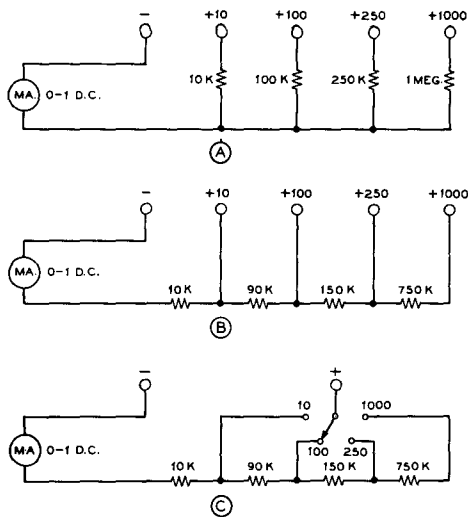 − +10 +100 +250 +1000
10 K 100 K 250 K 1 MEG.
MA. 0-1 D.C.
A
− +10 +100 +250 +1000
MA. 0-1 D.C.
10 K 90 K 150 K 750 K
B
− +
10 1000
100 250
MA 0-1 D.C.
10 K 90 K 150 K 750 K
C